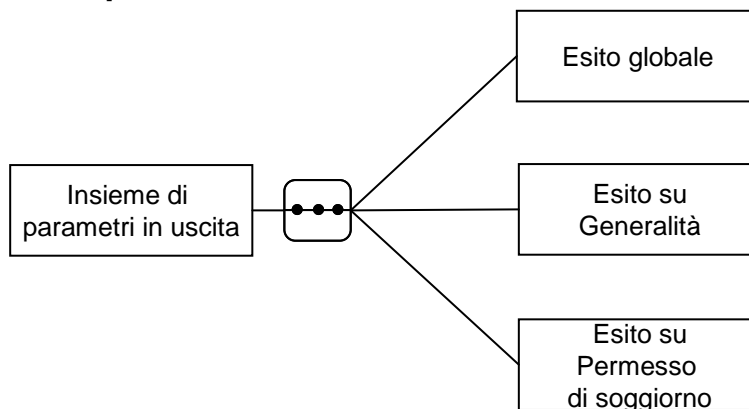 Esito globale
Insieme di
parametri in uscita
Esito su
Generalità
Esito su
Permesso
di soggiorno